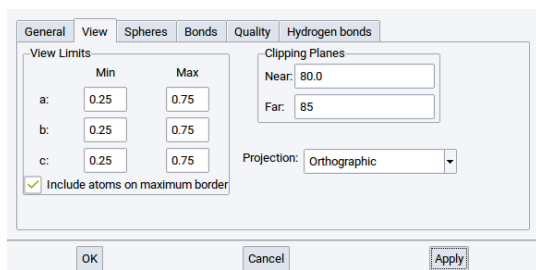 General View Spheres Bonds Quality Hydrogen bonds
View Limits
Min Max
a: 0.25 0.75
b: 0.25 0.75
c: 0.25 0.75
Include atoms on maximum border
Clipping Planes
Near: 80.0
Far: 85
Projection: Orthographic
OK Cancel Apply